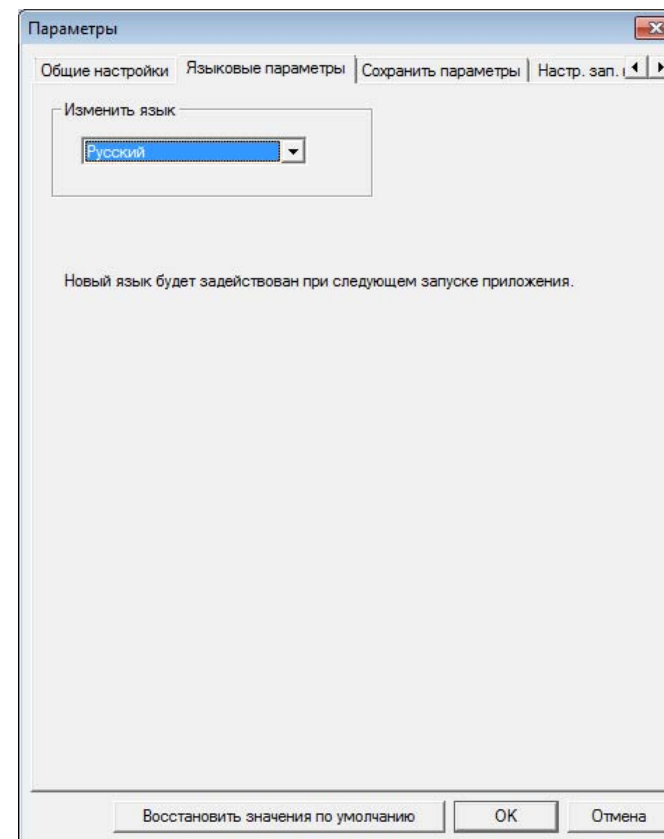 Параметры
Общие настройки Языковые параметры Сохранить параметры Настр. зап.
Изменить язык
Русский
Новый язык будет задействован при следующем запуске приложения.
Восстановить значения по умолчанию OK Отмена